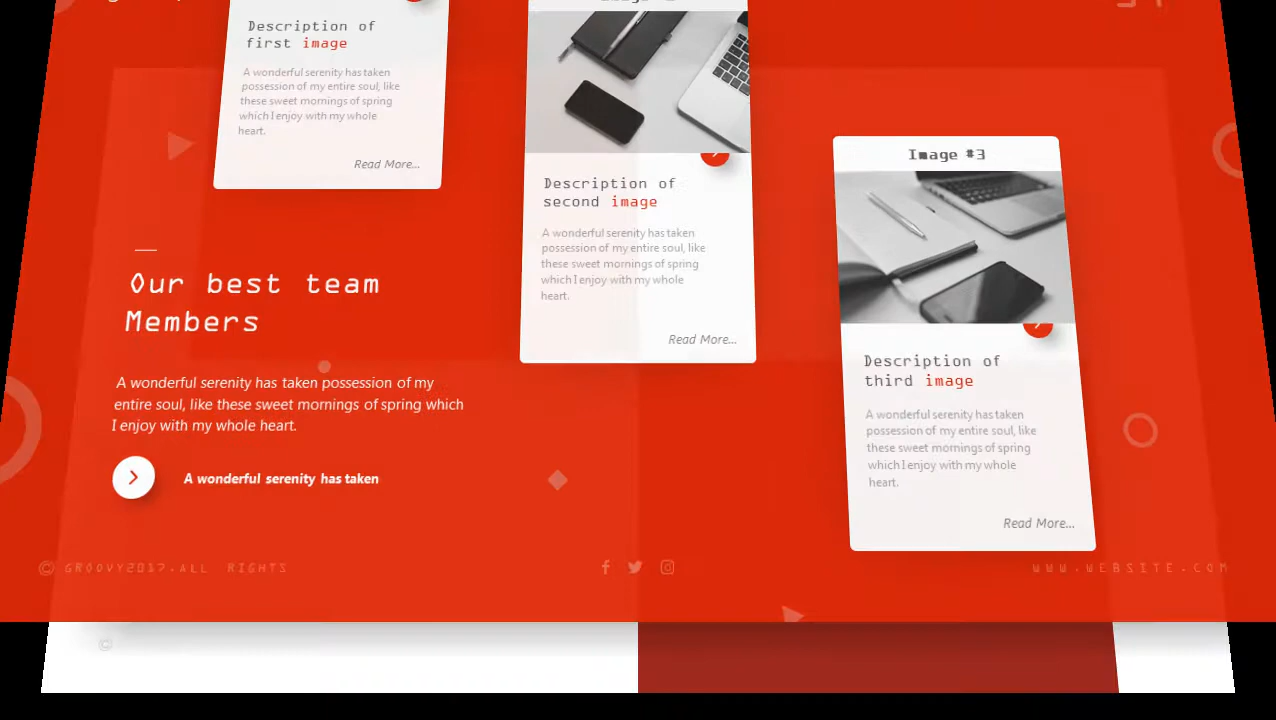 Description of
first image
A wonderful serenity has taken
possession of my entire soul, like
these sweet mornings of spring
which I enjoy with my whole
heart.
Read More...
Description of
second image
A wonderful serenity has taken
possession of my entire soul, like
these sweet mornings of spring
which I enjoy with my whole
heart.
Read More...
Image #3
Description of
third image
A wonderful serenity has taken
possession of my entire soul, like
these sweet mornings of spring
which I enjoy with my whole
heart.
Read More...
Our best team
Members
A wonderful serenity has taken possession of my
entire soul, like these sweet mornings of spring which
I enjoy with my whole heart.
A wonderful serenity has taken
© GROOVY2017.ALL RIGHTS
WWW.WEBSITE.COM
©